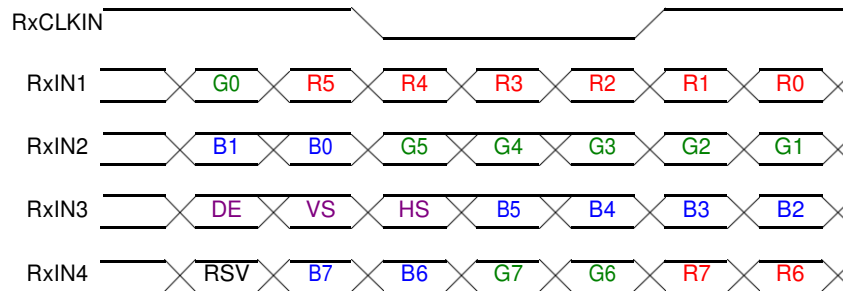 RxCLKIN
RxIN1 G0 R5 R4 R3 R2 R1 R0
RxIN2 B1 B0 G5 G4 G3 G2 G1
RxIN3 DE VS HS B5 B4 B3 B2
RxIN4 RSV B7 B6 G7 G6 R7 R6